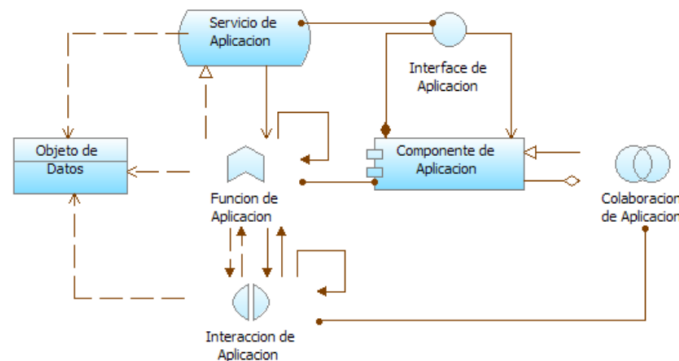 Servicio de
Aplicacion
Interface de
Aplicacion
Objeto de
Datos
Componente de
Aplicacion
Funcion de
Aplicacion
Colaboracion
de Aplicacion
Interaccion de
Aplicacion